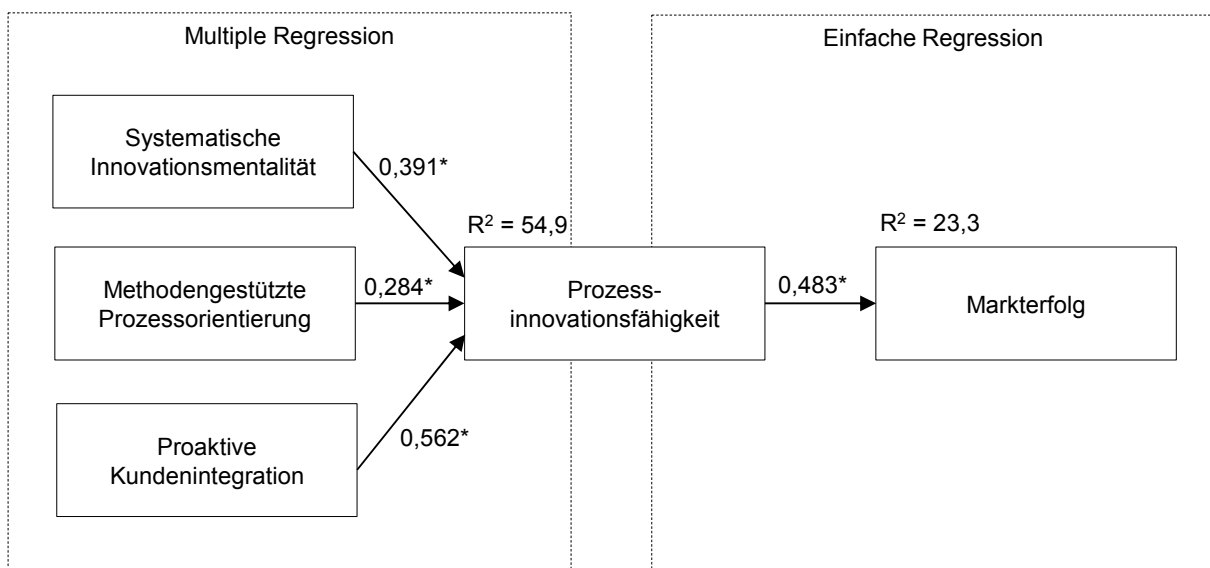 Multiple Regression
Einfache Regression
Systematische
Innovationsmentalität
0,391*
R² = 54,9
R² = 23,3
Methodengestützte
Prozessorientierung
0,284*
Prozess-
innovationsfähigkeit
0,483*
Markterfolg
Proaktive
Kundenintegration
0,562*